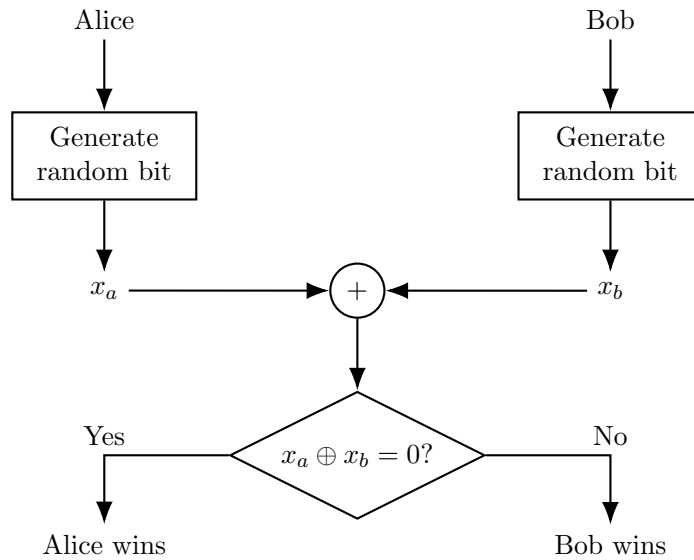 Alice
Bob
Generate
random bit
Generate
random bit
x_a
+
x_b
Yes
No
x_a ⊕ x_b = 0?
Alice wins
Bob wins